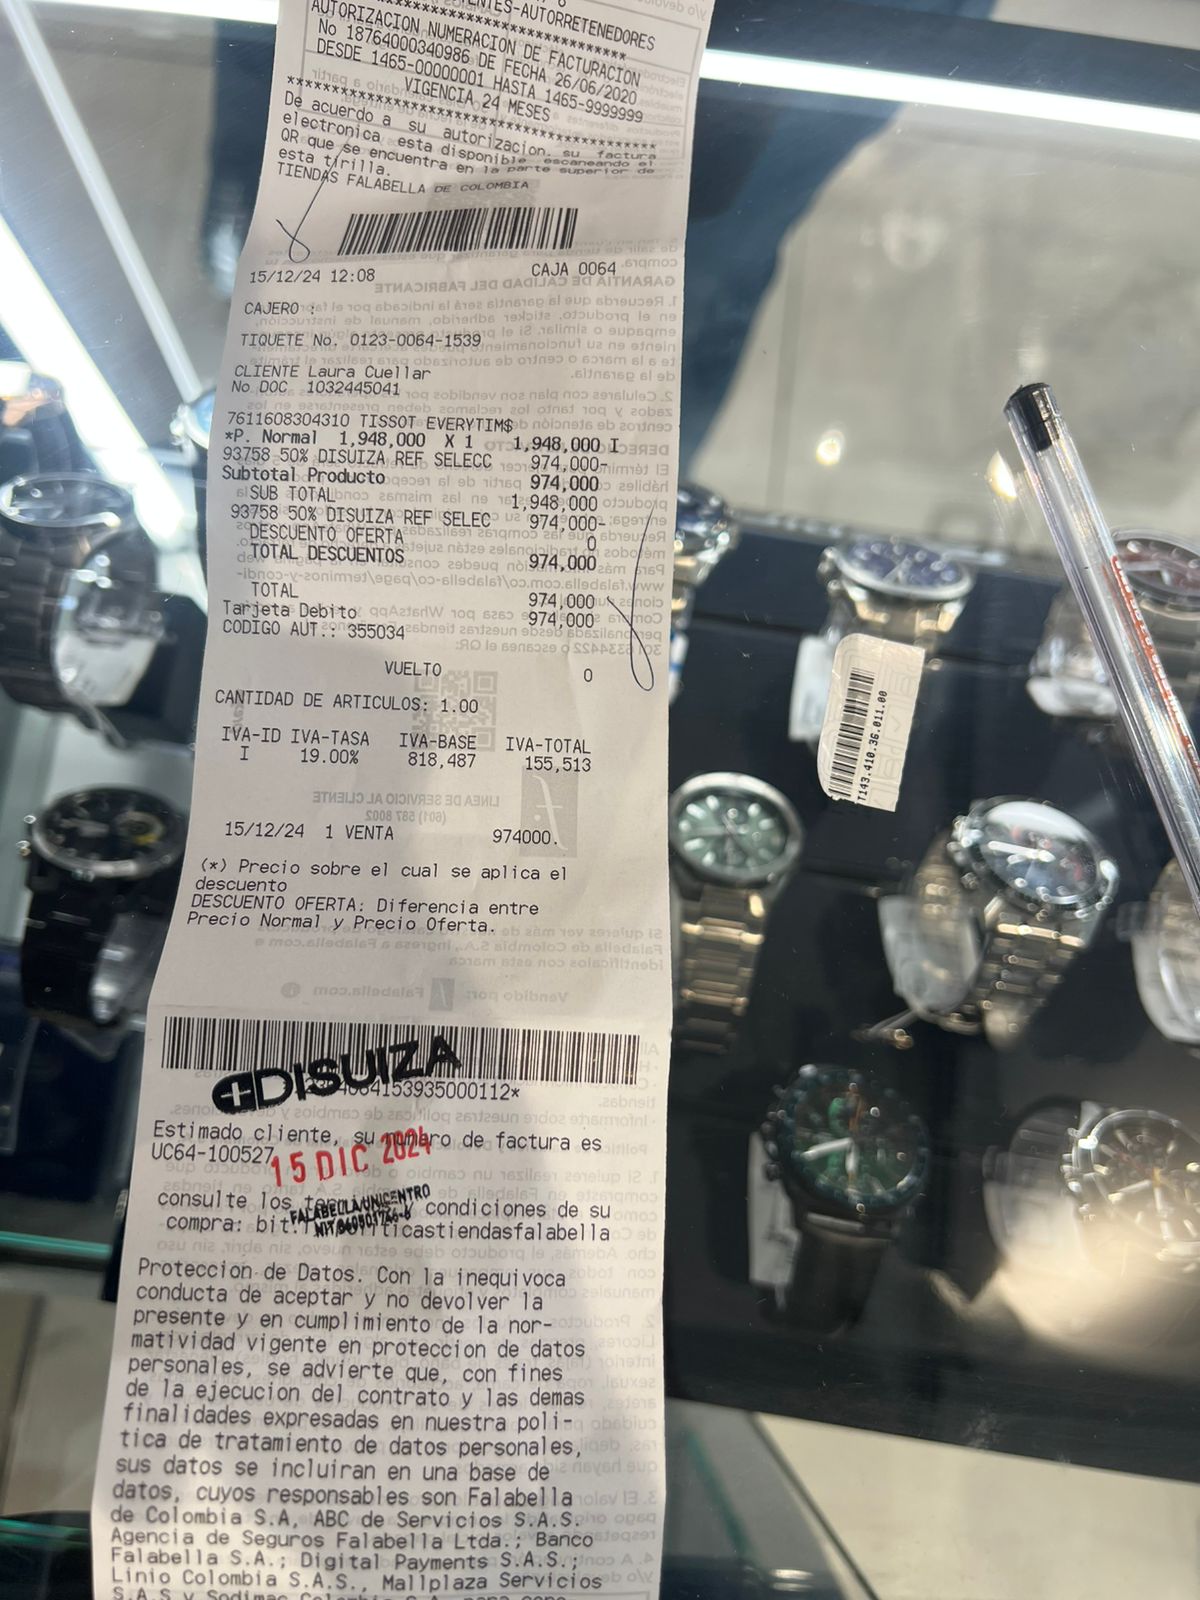 ENTES-AUTORRETENEDORES
AUTORIZACION NUMERACION DE FACTURACION
No 18764000340986 DE FECHA 26/06/2020
DESDE 1465-00000001 HASTA 1465-9999999
VIGENCIA 24 MESES
De acuerdo a su autorizacion. su factura
electronica esta disponible escaneando el
QR que se encuentra en la parte superior de
esta tirilla.
TIENDAS FALABELLA DE COLOMBIA
15/12/24 12:08 CAJA 0064
CAJERO :
TIQUETE No. 0123-0064-1539
CLIENTE Laura Cuellar
No DOC 1032445041
7611608304310 TISSOT EVERYTIM$
*P. Normal 1,948,000 X 1 1,948,000 I
93758 50% DISUIZA REF SELECC 974,000-
Subtotal Producto 974,000
SUB TOTAL 1,948,000
93758 50% DISUIZA REF SELEC 974,000-
DESCUENTO OFERTA 0
TOTAL DESCUENTOS 974,000
TOTAL 974,000
Tarjeta Debito 974,000
CODIGO AUT.: 355034
VUELTO 0
CANTIDAD DE ARTICULOS: 1.00
IVA-ID IVA-TASA IVA-BASE IVA-TOTAL
I 19.00% 818,487 155,513
15/12/24 1 VENTA 974000.
(*) Precio sobre el cual se aplica el
descuento
DESCUENTO OFERTA: Diferencia entre
Precio Normal y Precio Oferta.
DISUIZA
4153935000112*
Estimado cliente, su numero de factura es
UC64-100527
15 DIC 2024
consulte los condiciones de su
FALABELLA/UNICENTRO
compra: ticastiendasfalabella
Proteccion de Datos. Con la inequivoca
conducta de aceptar y no devolver la
presente y en cumplimiento de la nor-
matividad vigente en proteccion de datos
personales, se advierte que, con fines
de la ejecucion del contrato y las demas
finalidades expresadas en nuestra poli-
tica de tratamiento de datos personales,
sus datos se incluiran en una base de
datos, cuyos responsables son Falabella
de Colombia S.A, ABC de Servicios S.A.S.
Agencia de Seguros Falabella Ltda.; Banco
Falabella S.A.; Digital Payments S.A.S.;
Linio Colombia S.A.S., Mallplaza Servicios
S.A.S y Sodimac
T143.410.36.011.00